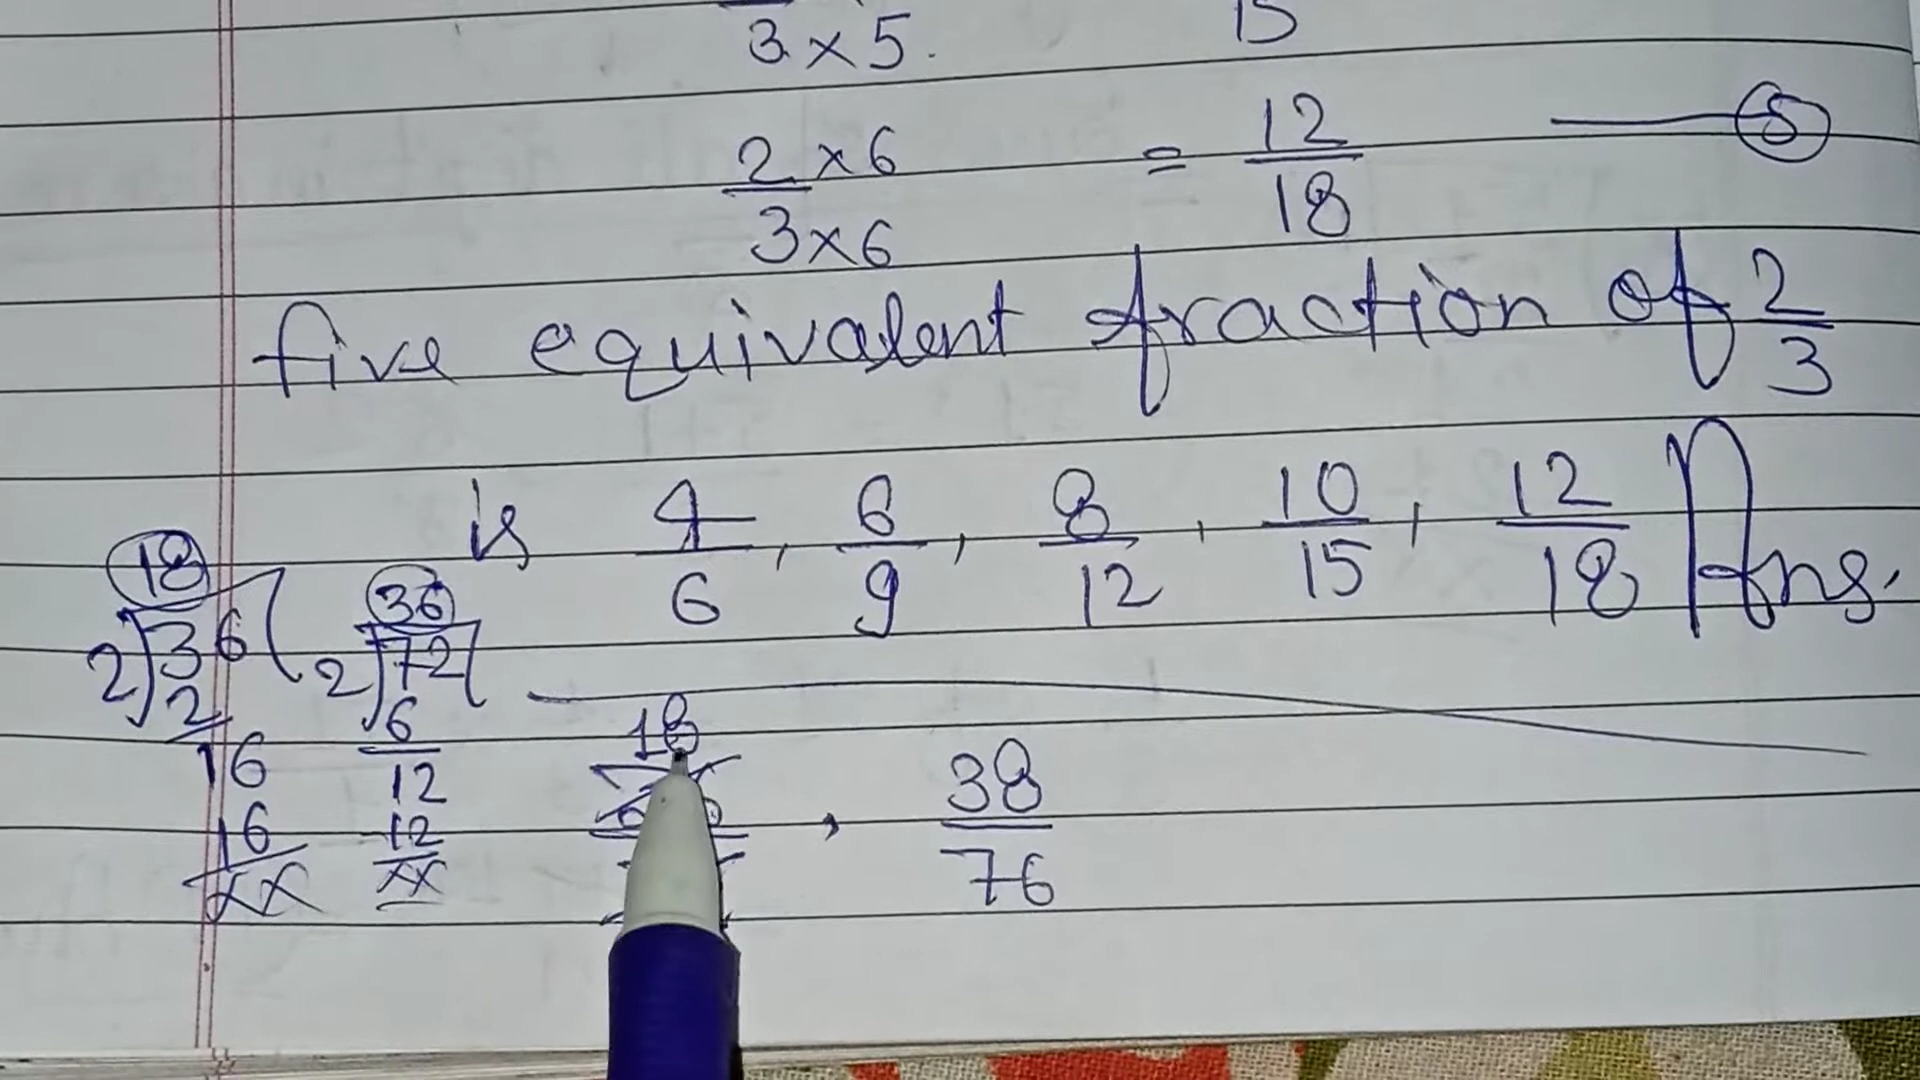 3 x 5. 15
2 x 6 = 12 — 5
3 x 6 18
five equivalent fraction of 2/3
is 4/6, 6/9, 8/12, 10/15, 12/18 Ans.
18 36
2)36( 2)72(
2 6
16 12
16 12
xx xx
18
, 38/76